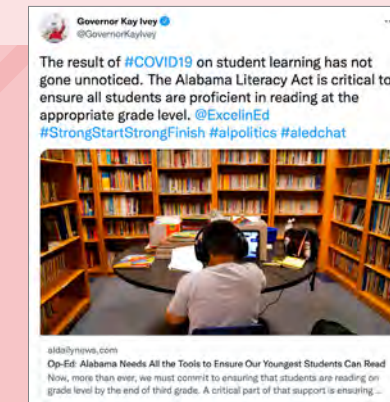 Governor Kay Ivey
@GovernorKayIvey
The result of #COVID19 on student learning has not
gone unnoticed. The Alabama Literacy Act is critical to
ensure all students are proficient in reading at the
appropriate grade level. @ExcelinEd
#StrongStartStrongFinish #alpolitics #aledchat
aldailynews.com
Op-Ed: Alabama Needs All the Tools to Ensure Our Youngest Students Can Read
Now, more than ever, we must commit to ensuring that students are reading on
grade level by the end of third grade. A critical part of that support is ensuring ...